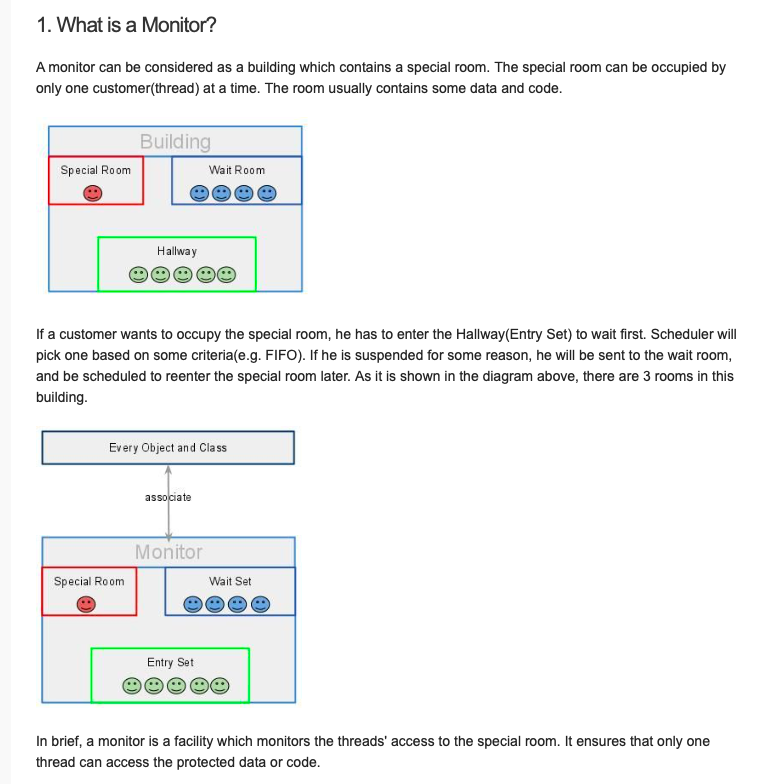 1. What is a Monitor?
A monitor can be considered as a building which contains a special room. The special room can be occupied by
only one customer(thread) at a time. The room usually contains some data and code.
Building
Special Room
Wait Room
Hallway
If a customer wants to occupy the special room, he has to enter the Hallway(Entry Set) to wait first. Scheduler will
pick one based on some criteria(e.g. FIFO). If he is suspended for some reason, he will be sent to the wait room,
and be scheduled to reenter the special room later. As it is shown in the diagram above, there are 3 rooms in this
building.
Every Object and Class
associate
Monitor
Special Room
Wait Set
Entry Set
In brief, a monitor is a facility which monitors the threads' access to the special room. It ensures that only one
thread can access the protected data or code.